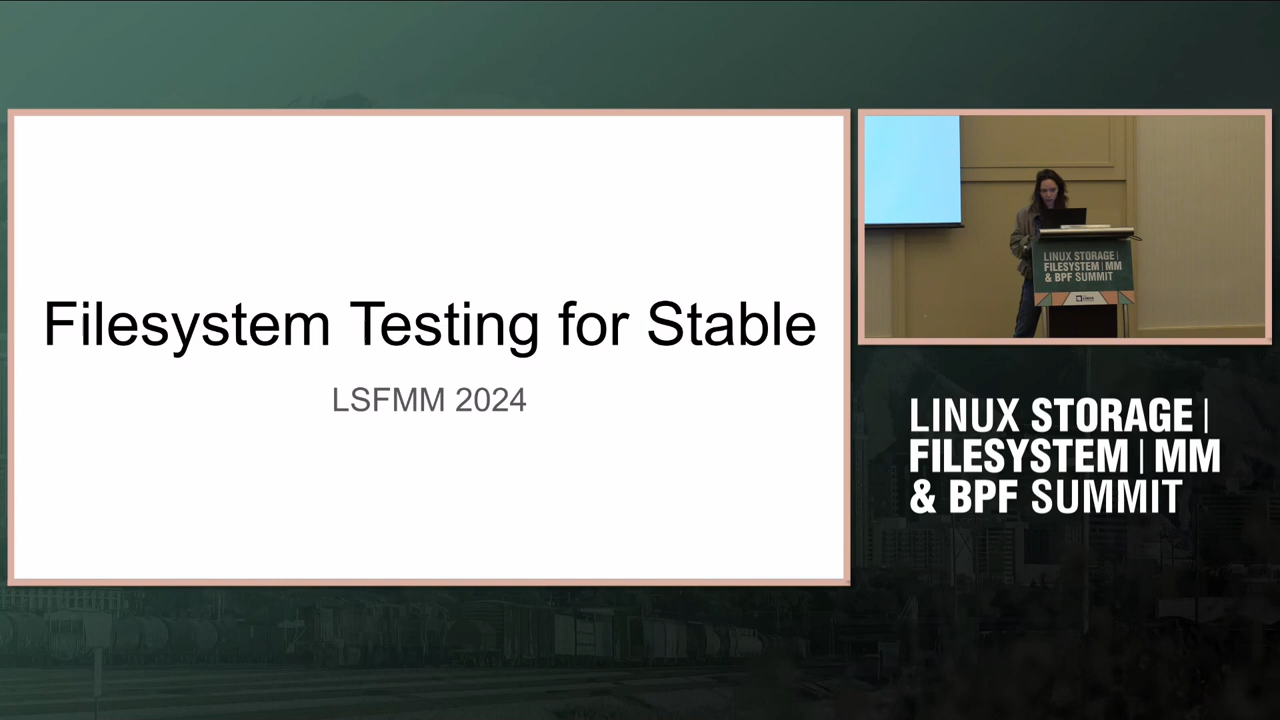 Filesystem Testing for Stable
LSFMM 2024
LINUX STORAGE |
FILESYSTEM | MM
& BPF SUMMIT
LINUX STORAGE |
FILESYSTEM | MM
& BPF SUMMIT